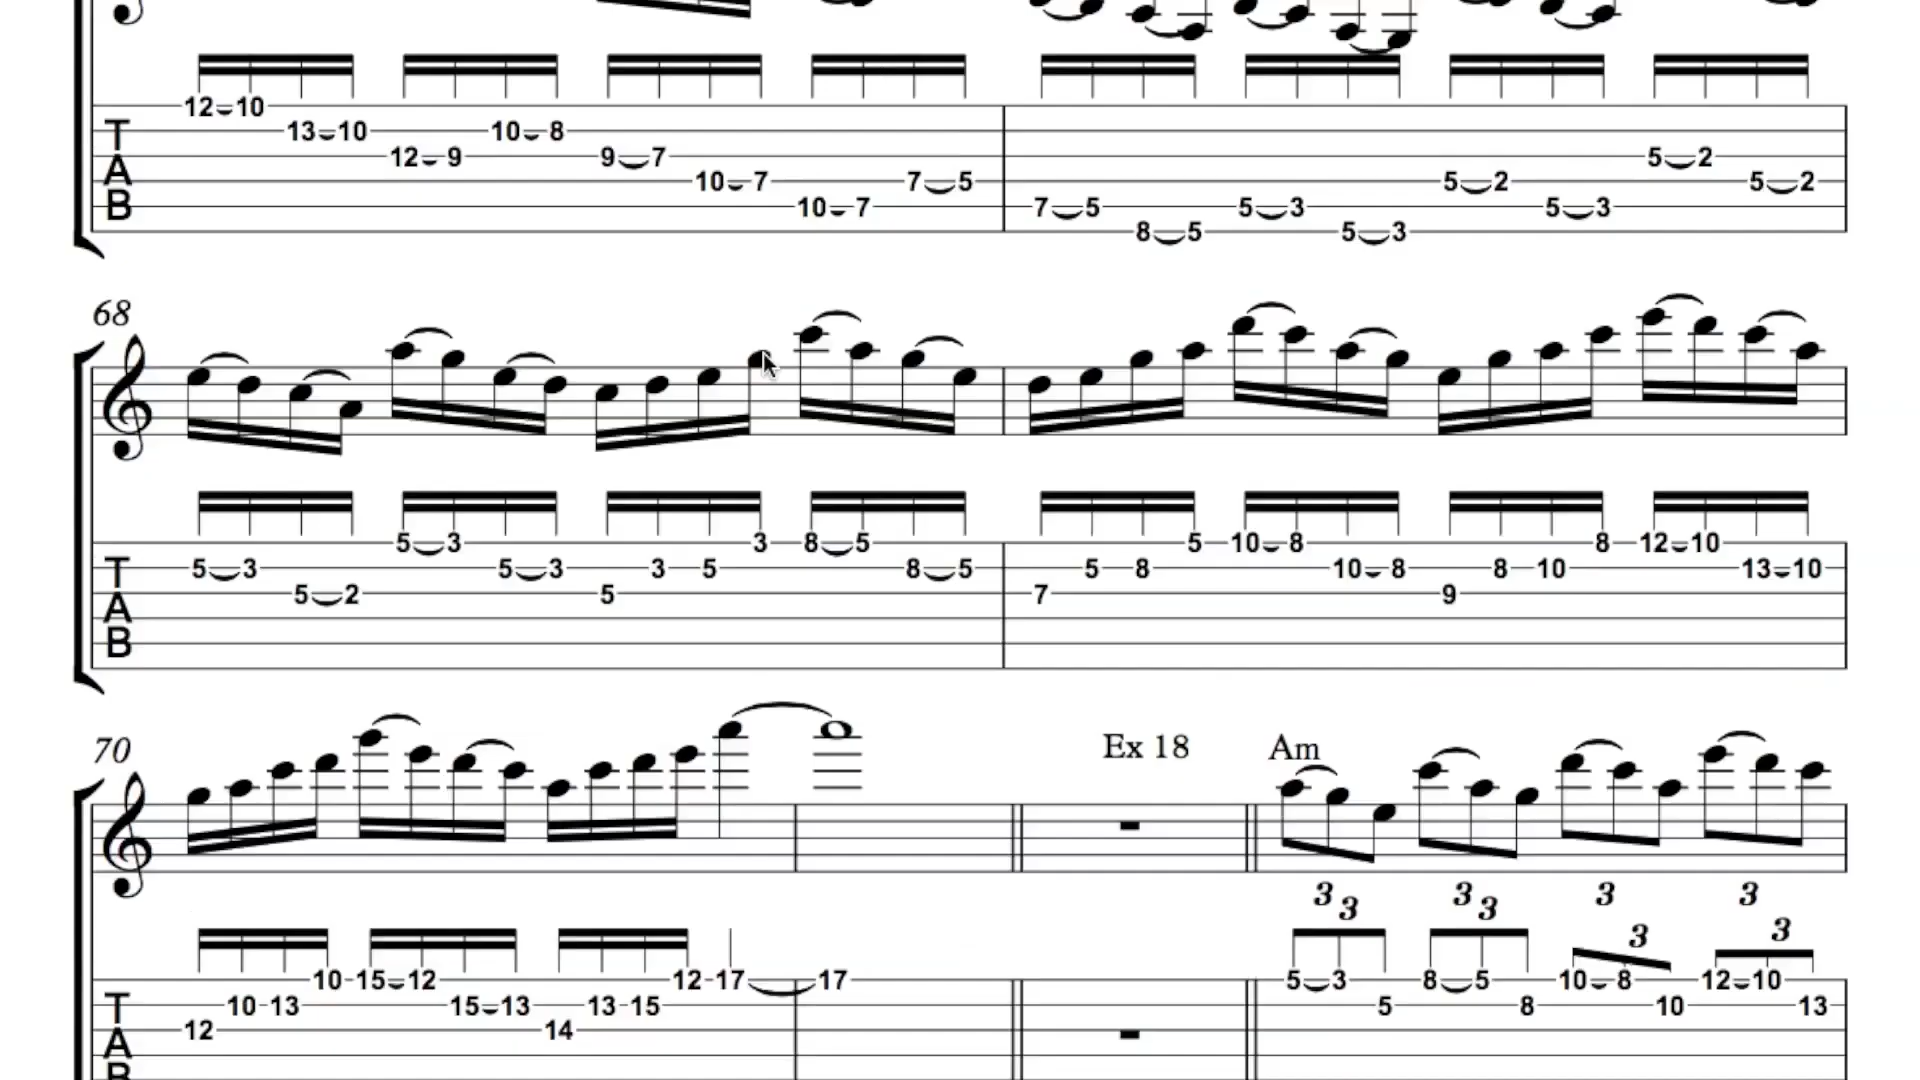 12 10
T 13 10 10 8
A 12 9 9 7 5 2
10 7 7 5 5 2 5 2
B 10 7 7 5 5 3 5 3
8 5 5 3
68
5 3 3 8 5 5 10 8 8 12 10
T 5 3 5 3 3 5 8 5 5 8 10 8 8 10 13 10
A 5 2 5 7 9
B
70 Ex 18 Am
3 3 3 3 3 3
3 3
10 15 12 12 17 17 5 3 8 5 10 8 12 10
T 10 13 15 13 13 15 5 8 10 13
A 12 14
B